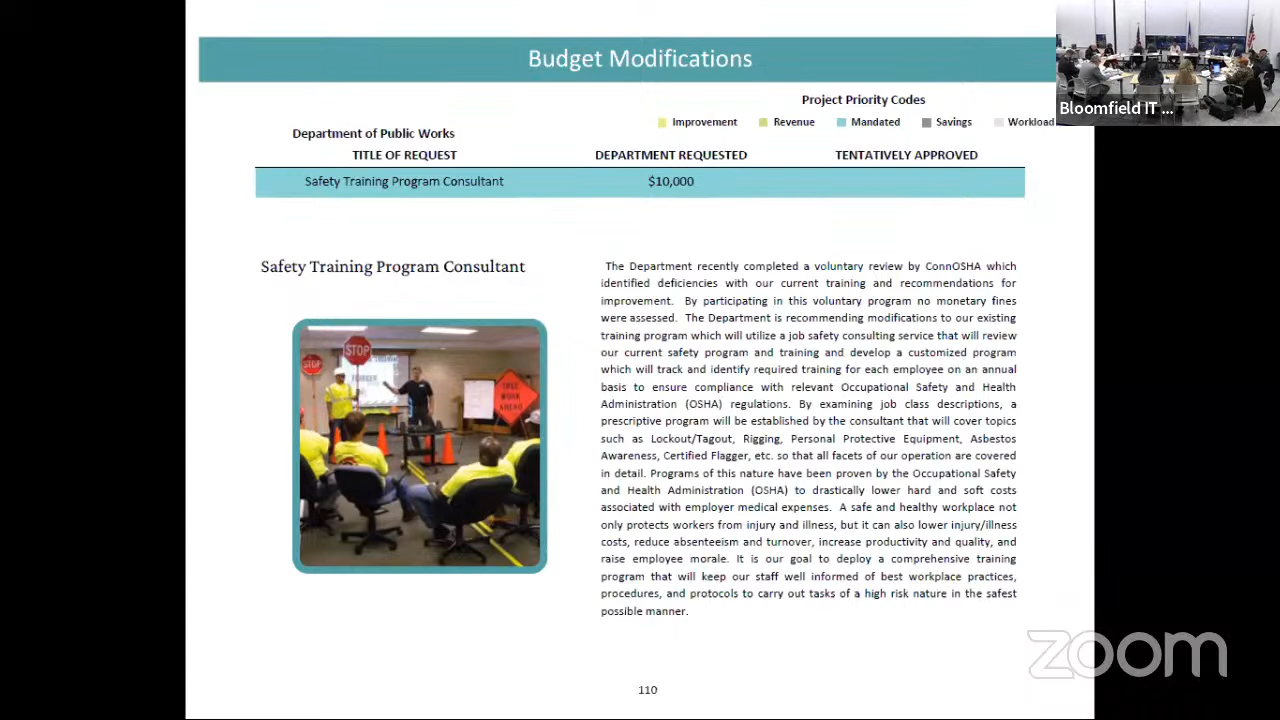 Budget Modifications
Project Priority Codes
Improvement Revenue Mandated Savings Workload
Department of Public Works
TITLE OF REQUEST DEPARTMENT REQUESTED TENTATIVELY APPROVED
Safety Training Program Consultant $10,000
Safety Training Program Consultant
The Department recently completed a voluntary review by ConnOSHA which
identified deficiencies with our current training and recommendations for
improvement. By participating in this voluntary program no monetary fines
were assessed. The Department is recommending modifications to our existing
training program which will utilize a job safety consulting service that will review
our current safety program and training and develop a customized program
which will track and identify required training for each employee on an annual
basis to ensure compliance with relevant Occupational Safety and Health
Administration (OSHA) regulations. By examining job class descriptions, a
prescriptive program will be established by the consultant that will cover topics
such as Lockout/Tagout, Rigging, Personal Protective Equipment, Asbestos
Awareness, Certified Flagger, etc. so that all facets of our operation are covered
in detail. Programs of this nature have been proven by the Occupational Safety
and Health Administration (OSHA) to drastically lower hard and soft costs
associated with employer medical expenses. A safe and healthy workplace not
only protects workers from injury and illness, but it can also lower injury/illness
costs, reduce absenteeism and turnover, increase productivity and quality, and
raise employee morale. It is our goal to deploy a comprehensive training
program that will keep our staff well informed of best workplace practices,
procedures, and protocols to carry out tasks of a high risk nature in the safest
possible manner.
STOP
STOP
TREE
WORK
AHEAD
110
Bloomfield IT ...
zoom